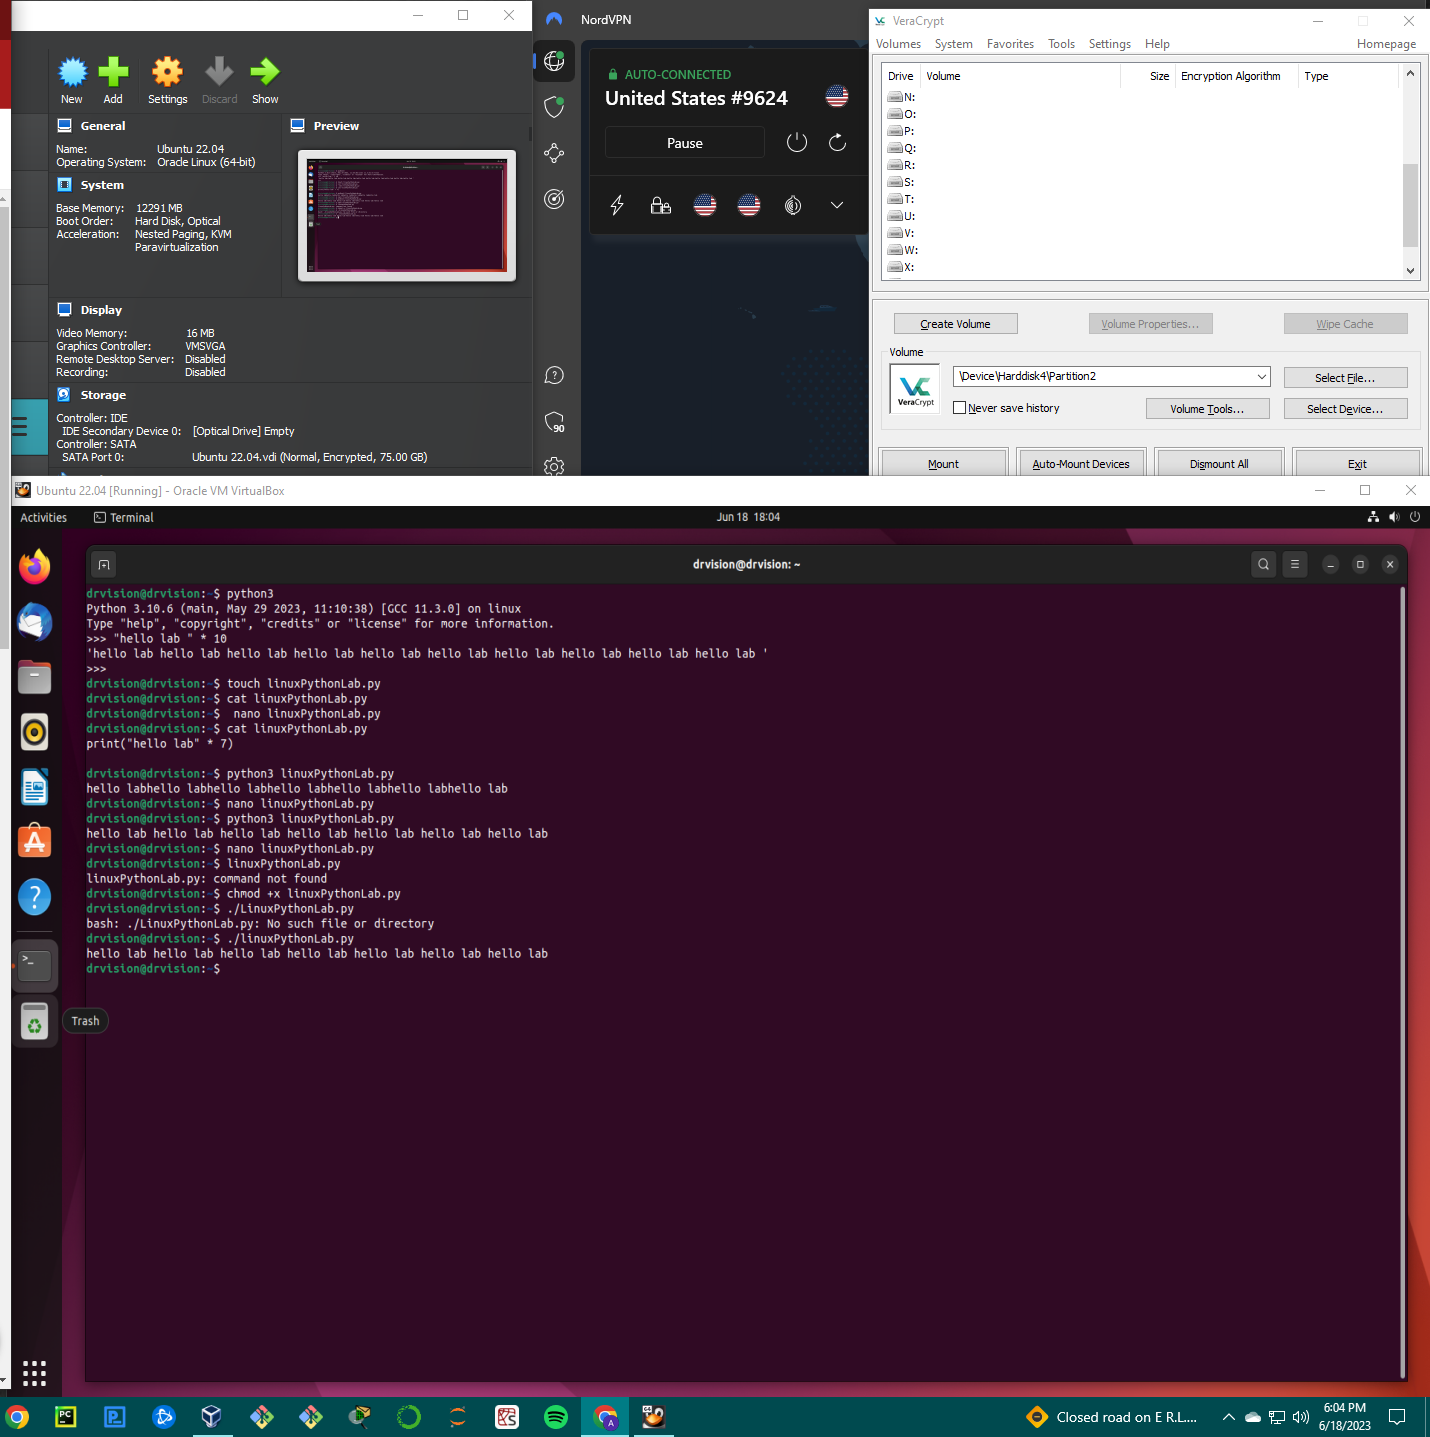 New Add Settings Discard Show
General
Name: Ubuntu 22.04
Operating System: Oracle Linux (64-bit)
System
Base Memory: 12291 MB
Boot Order: Hard Disk, Optical
Acceleration: Nested Paging, KVM
Paravirtualization
Preview
Display
Video Memory: 16 MB
Graphics Controller: VMSVGA
Remote Desktop Server: Disabled
Recording: Disabled
Storage
Controller: IDE
IDE Secondary Device 0: [Optical Drive] Empty
Controller: SATA
SATA Port 0: Ubuntu 22.04.vdi (Normal, Encrypted, 75.00 GB)
NordVPN
AUTO-CONNECTED
United States #9624
Pause
90
VeraCrypt
Volumes System Favorites Tools Settings Help Homepage
Drive Volume Size Encryption Algorithm Type
N:
O:
P:
Q:
R:
S:
T:
U:
V:
W:
X:
Create Volume Volume Properties... Wipe Cache
Volume
VeraCrypt
\Device\Harddisk4\Partition2
Select File...
Never save history
Volume Tools... Select Device...
Mount Auto-Mount Devices Dismount All Exit
Ubuntu 22.04 [Running] - Oracle VM VirtualBox
Activities Terminal Jun 18 18:04
drvision@drvision: ~
drvision@drvision:~$ python3
Python 3.10.6 (main, May 29 2023, 11:10:38) [GCC 11.3.0] on linux
Type "help", "copyright", "credits" or "license" for more information.
>>> "hello lab " * 10
'hello lab hello lab hello lab hello lab hello lab hello lab hello lab hello lab hello lab hello lab '
>>>
drvision@drvision:~$ touch linuxPythonLab.py
drvision@drvision:~$ cat linuxPythonLab.py
drvision@drvision:~$  nano linuxPythonLab.py
drvision@drvision:~$ cat linuxPythonLab.py
print("hello lab" * 7)
drvision@drvision:~$ python3 linuxPythonLab.py
hello labhello labhello labhello labhello labhello labhello lab
drvision@drvision:~$ nano linuxPythonLab.py
drvision@drvision:~$ python3 linuxPythonLab.py
hello lab hello lab hello lab hello lab hello lab hello lab hello lab
drvision@drvision:~$ nano linuxPythonLab.py
drvision@drvision:~$ linuxPythonLab.py
linuxPythonLab.py: command not found
drvision@drvision:~$ chmod +x linuxPythonLab.py
drvision@drvision:~$ ./LinuxPythonLab.py
bash: ./LinuxPythonLab.py: No such file or directory
drvision@drvision:~$ ./linuxPythonLab.py
hello lab hello lab hello lab hello lab hello lab hello lab hello lab
drvision@drvision:~$
Trash
Closed road on E R.L....
6:04 PM
6/18/2023